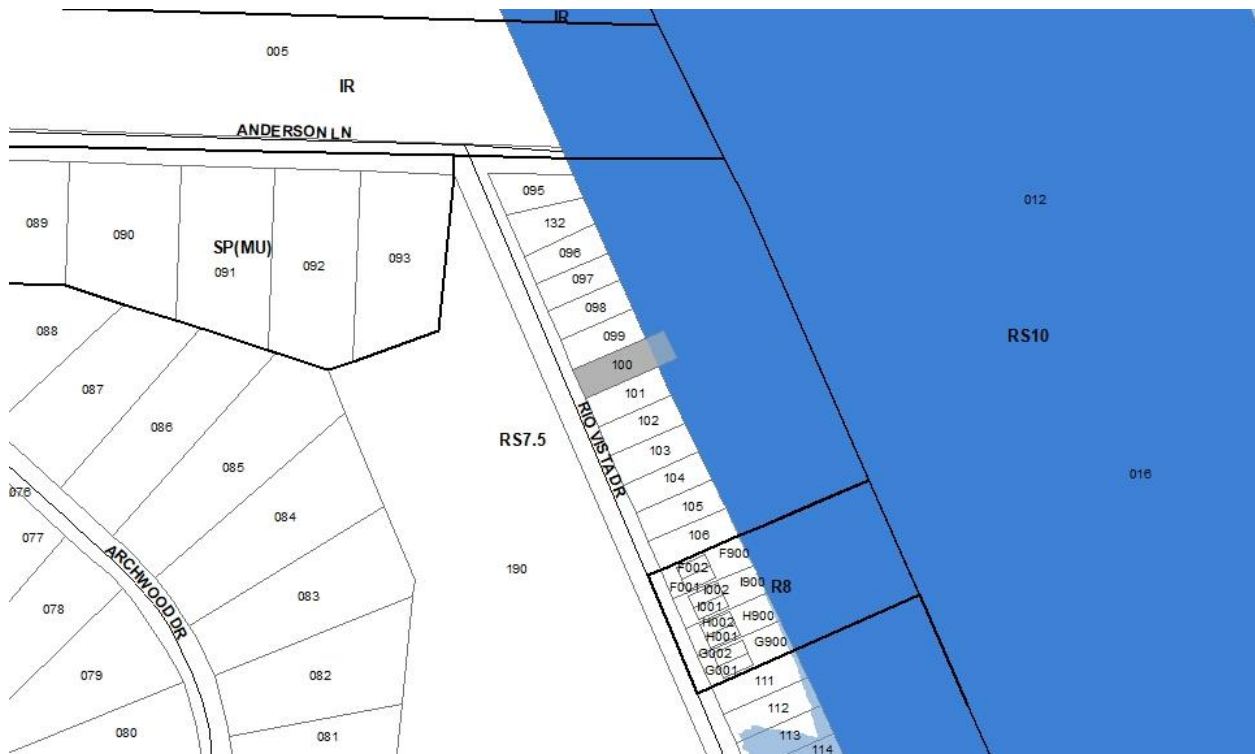 IR
005
IR
ANDERSON LN
095
012
089
090
SP(MU)
091
092
093
132
096
097
098
099
100
101
102
103
104
105
106
RS10
016
088
087
086
085
084
083
082
081
RS7.5
RIO VISTA DR
190
076
077
078
079
080
ARCHWOOD DR
F002
F900
F001
I002
I900
R8
I001
H002
H900
H001
G002
G900
G001
111
112
113
114